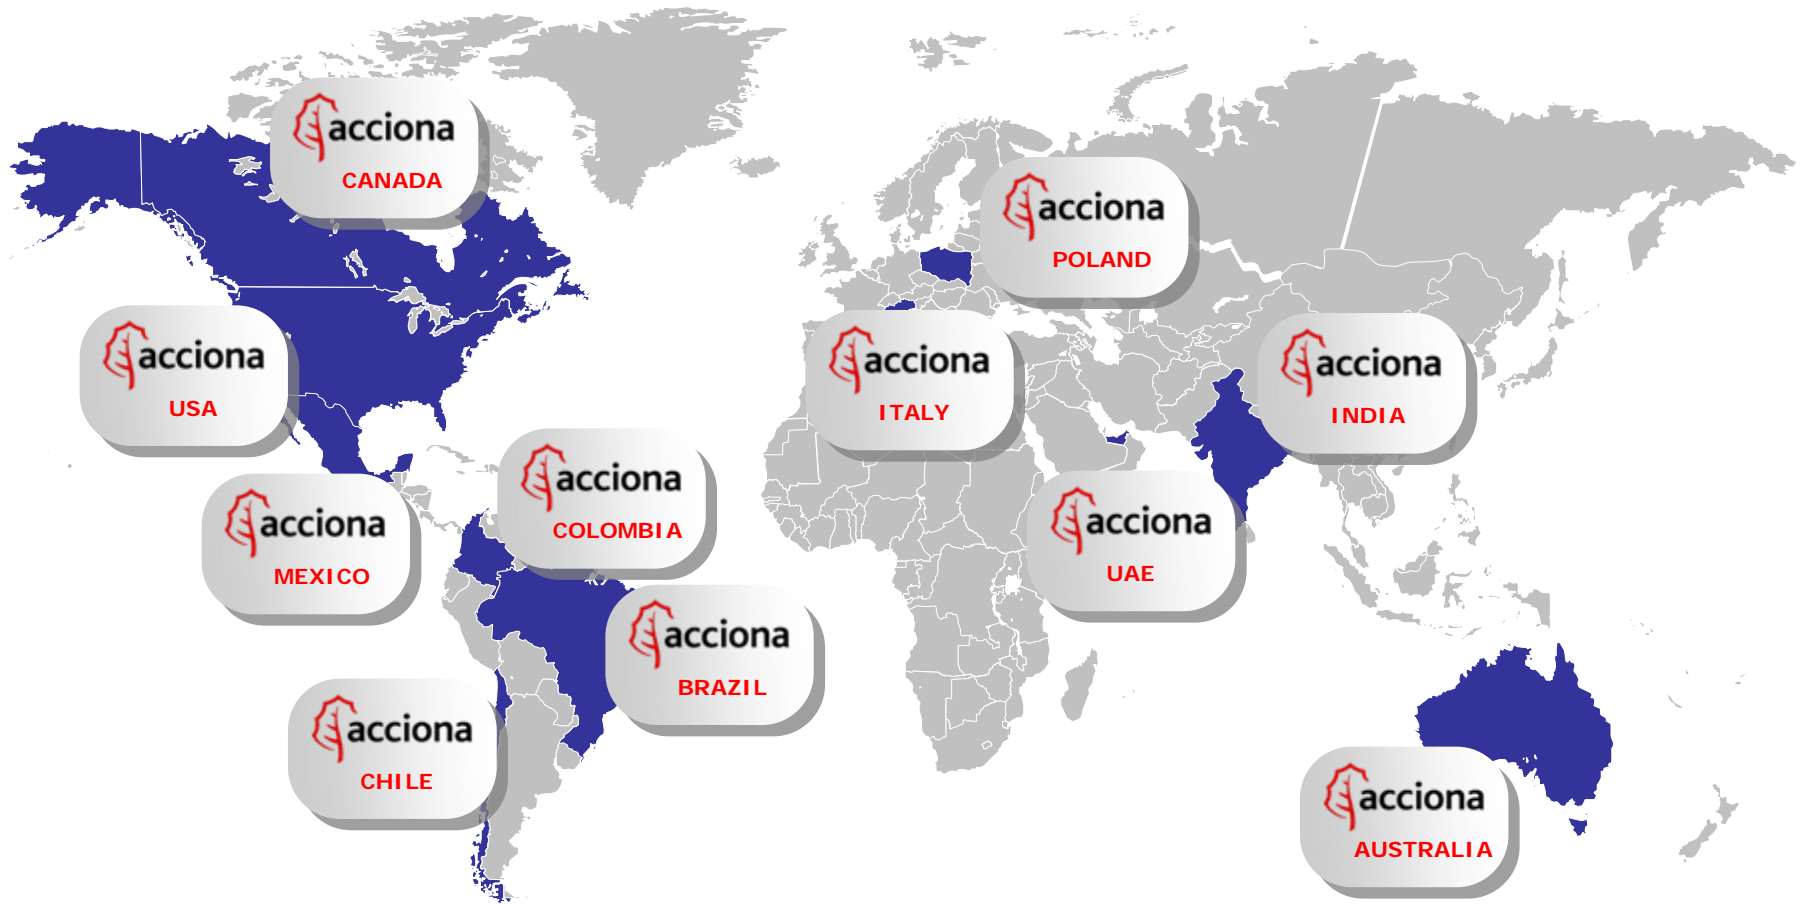 acciona
CANADA
acciona
POLAND
acciona
USA
acciona
ITALY
acciona
INDIA
acciona
COLOMBIA
acciona
MEXICO
acciona
UAE
acciona
BRAZIL
acciona
CHILE
acciona
AUSTRALIA